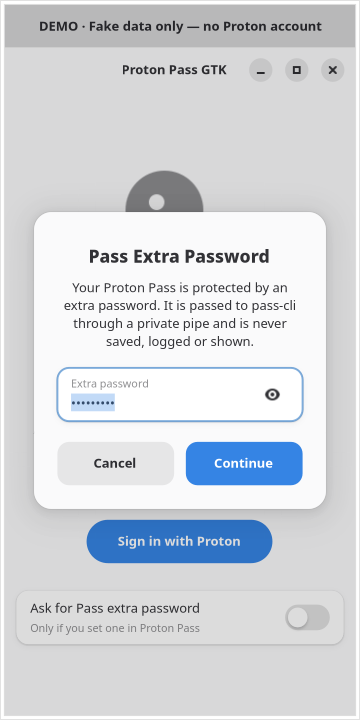 DEMO · Fake data only — no Proton account
Proton Pass GTK
Pass Extra Password
Your Proton Pass is protected by an
extra password. It is passed to pass-cli
through a private pipe and is never
saved, logged or shown.
Extra password
•••••••••
Cancel
Continue
Sign in with Proton
Ask for Pass extra password
Only if you set one in Proton Pass